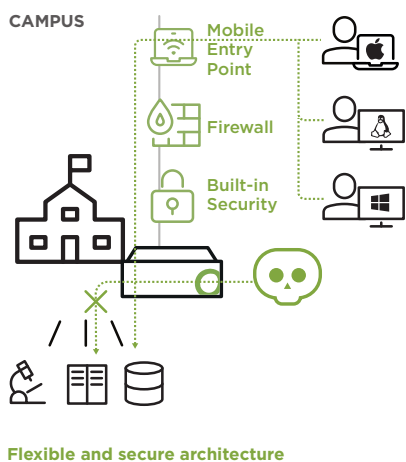 CAMPUS
Mobile
Entry
Point
Firewall
Built-in
Security
Flexible and secure architecture